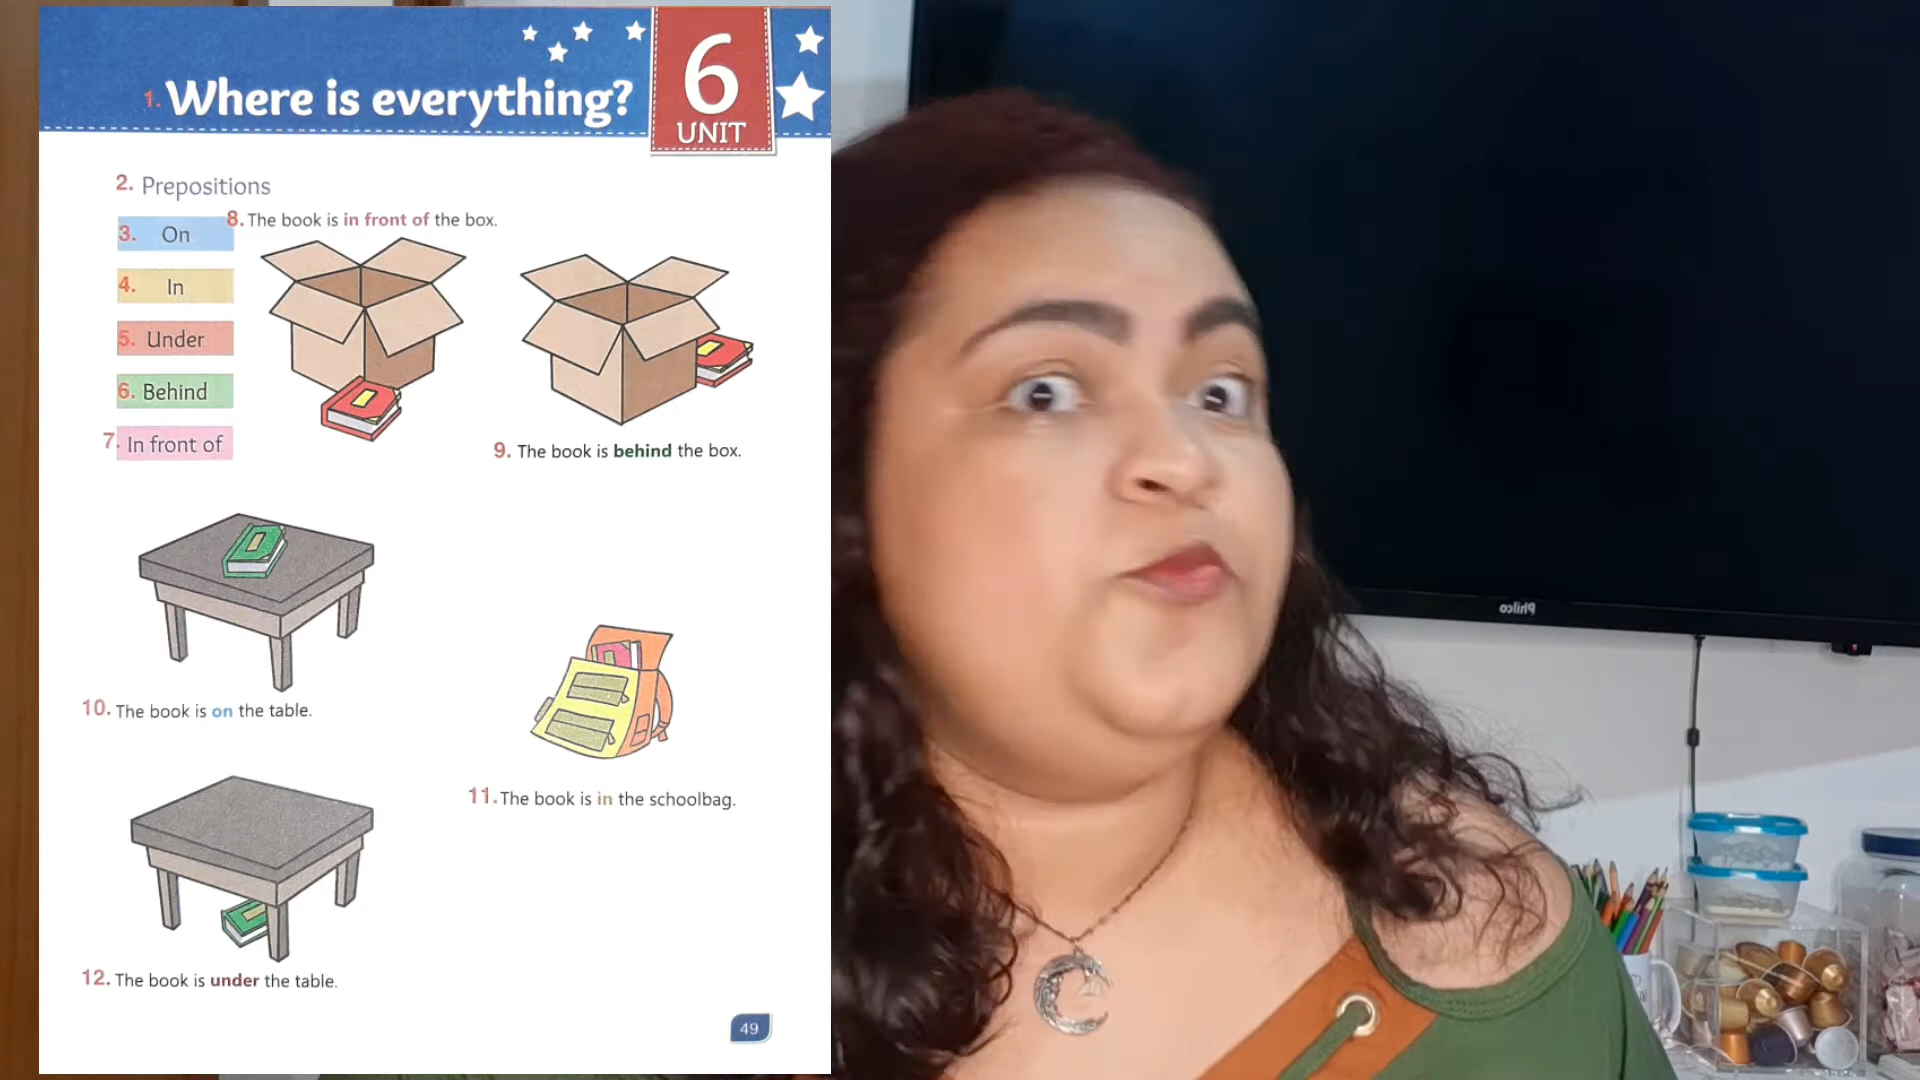 1. Where is everything?
6
UNIT
2. Prepositions
3. On
4. In
5. Under
6. Behind
7. In front of
8. The book is in front of the box.
9. The book is behind the box.
10. The book is on the table.
11. The book is in the schoolbag.
12. The book is under the table.
49
Philco